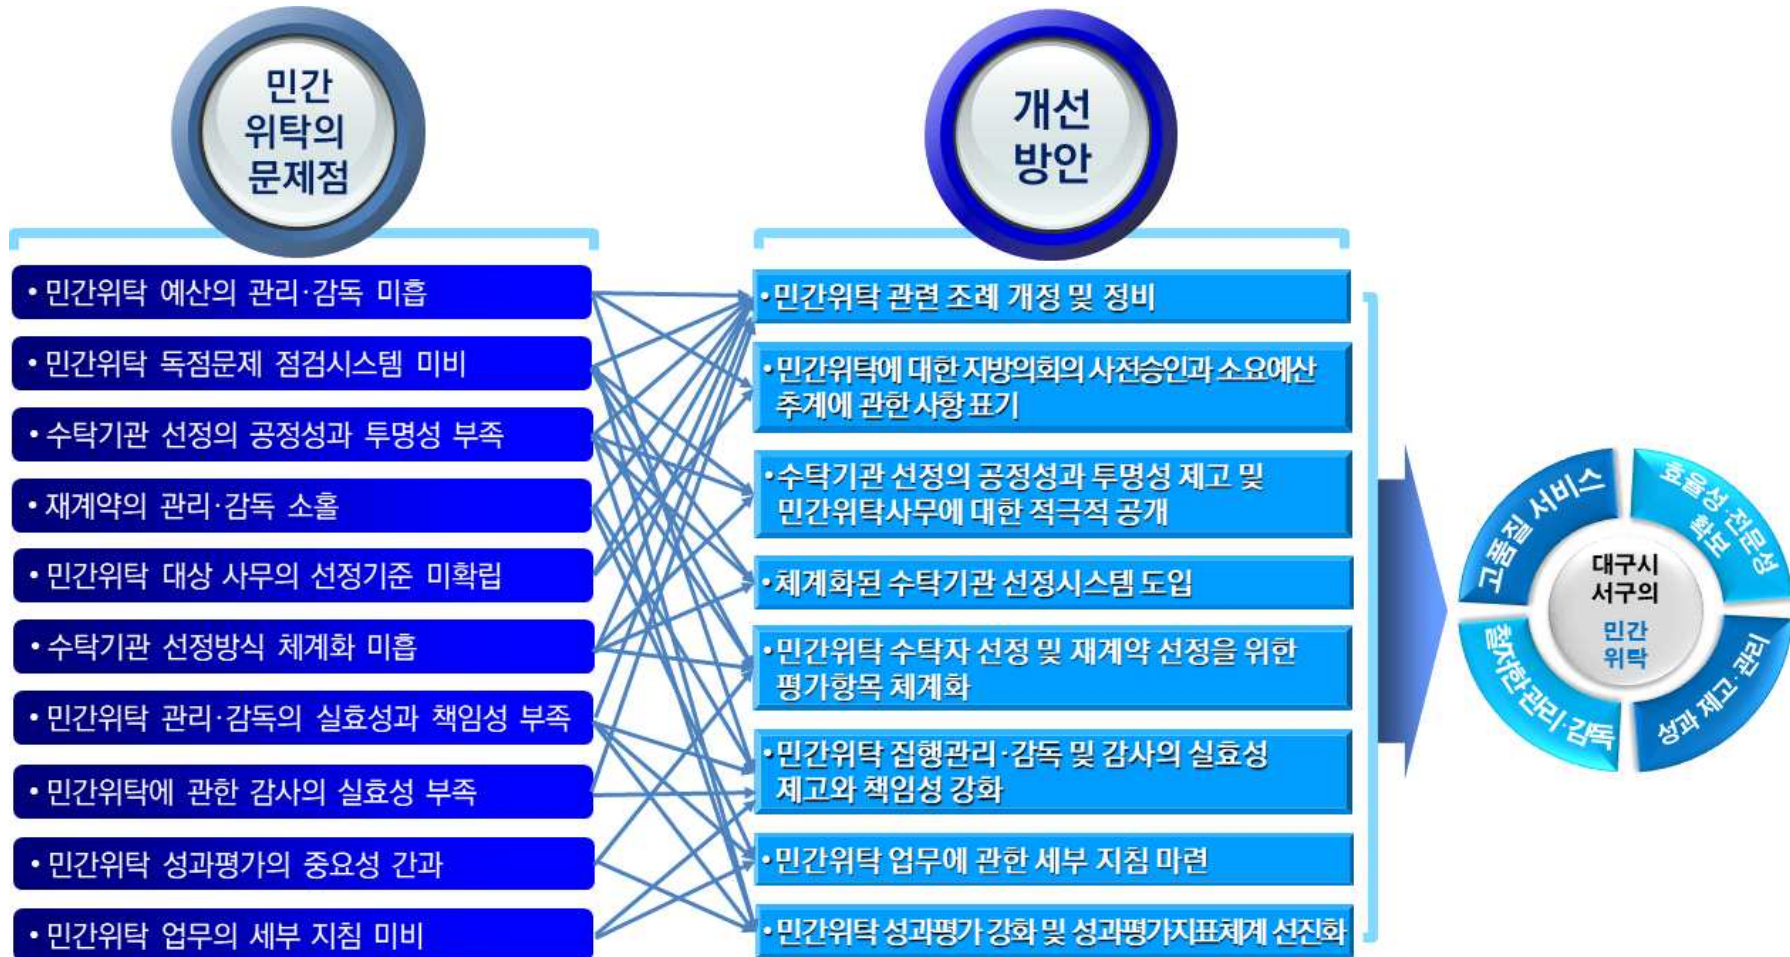 민간
위탁의
문제점
• 민간위탁 예산의 관리·감독 미흡
• 민간위탁 독점문제 점검시스템 미비
• 수탁기관 선정의 공정성과 투명성 부족
• 재계약의 관리·감독 소홀
• 민간위탁 대상 사무의 선정기준 미확립
• 수탁기관 선정방식 체계화 미흡
• 민간위탁 관리·감독의 실효성과 책임성 부족
• 민간위탁에 관한 감사의 실효성 부족
• 민간위탁 성과평가의 중요성 간과
• 민간위탁 업무의 세부 지침 미비
개선
방안
• 민간위탁 관련 조례 개정 및 정비
• 민간위탁에 대한 지방의회의 사전승인과 소요예산
추계에 관한 사항 표기
• 수탁기관 선정의 공정성과 투명성 제고 및
민간위탁사무에 대한 적극적 공개
• 체계화된 수탁기관 선정시스템 도입
• 민간위탁 수탁자 선정 및 재계약 선정을 위한
평가항목 체계화
• 민간위탁 집행관리·감독 및 감사의 실효성
제고와 책임성 강화
• 민간위탁 업무에 관한 세부 지침 마련
• 민간위탁 성과평가 강화 및 성과평가지표체계 선진화
고품질 서비스
효율성·전문성
확보
대구시
서구의
민간
위탁
철저한 관리·감독
성과 제고·관리